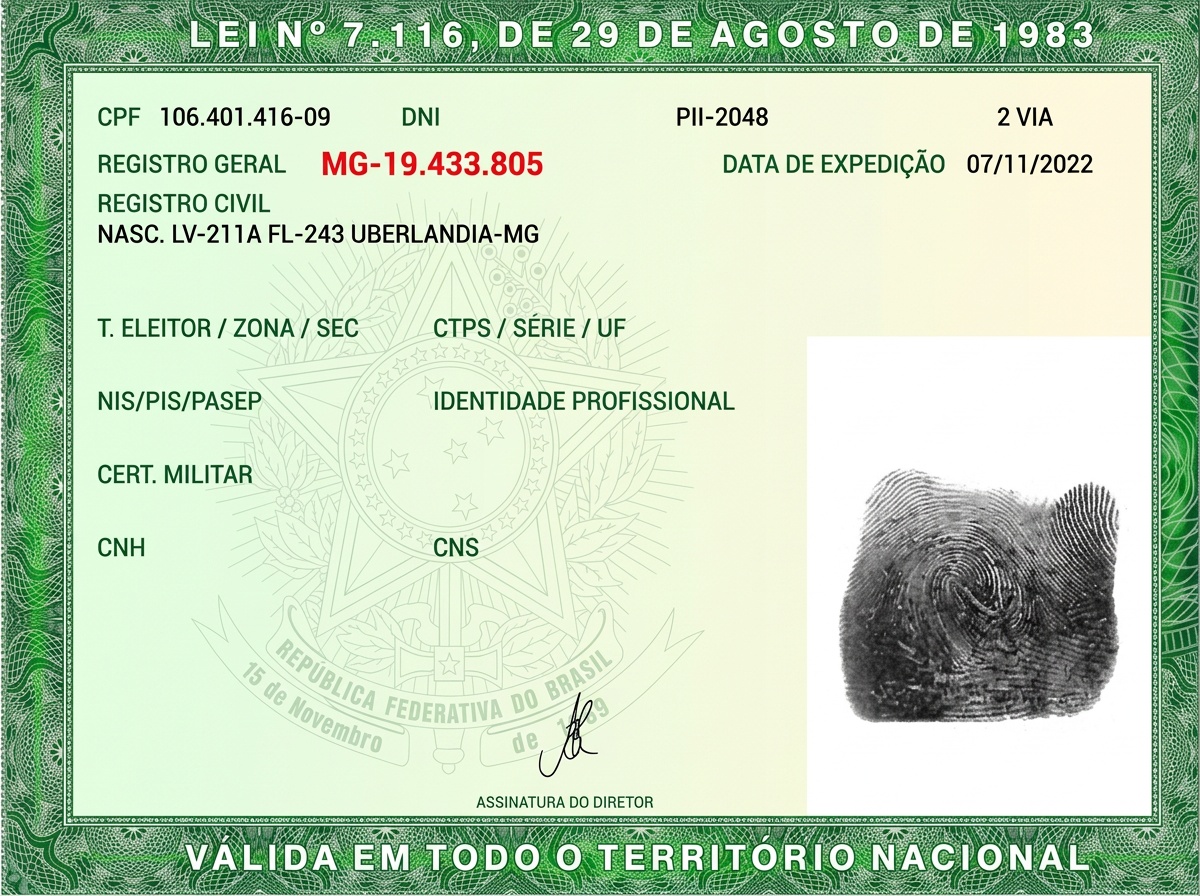 LEI Nº 7.116, DE 29 DE AGOSTO DE 1983
CPF 106.401.416-09 DNI PII-2048 2 VIA
REGISTRO GERAL MG-19.433.805 DATA DE EXPEDIÇÃO 07/11/2022
REGISTRO CIVIL
NASC. LV-211A FL-243 UBERLANDIA-MG
T. ELEITOR / ZONA / SEC CTPS / SÉRIE / UF
NIS/PIS/PASEP IDENTIDADE PROFISSIONAL
CERT. MILITAR
CNH CNS
REPÚBLICA FEDERATIVA DO BRASIL
15 de Novembro de 1889
ASSINATURA DO DIRETOR
VÁLIDA EM TODO O TERRITÓRIO NACIONAL